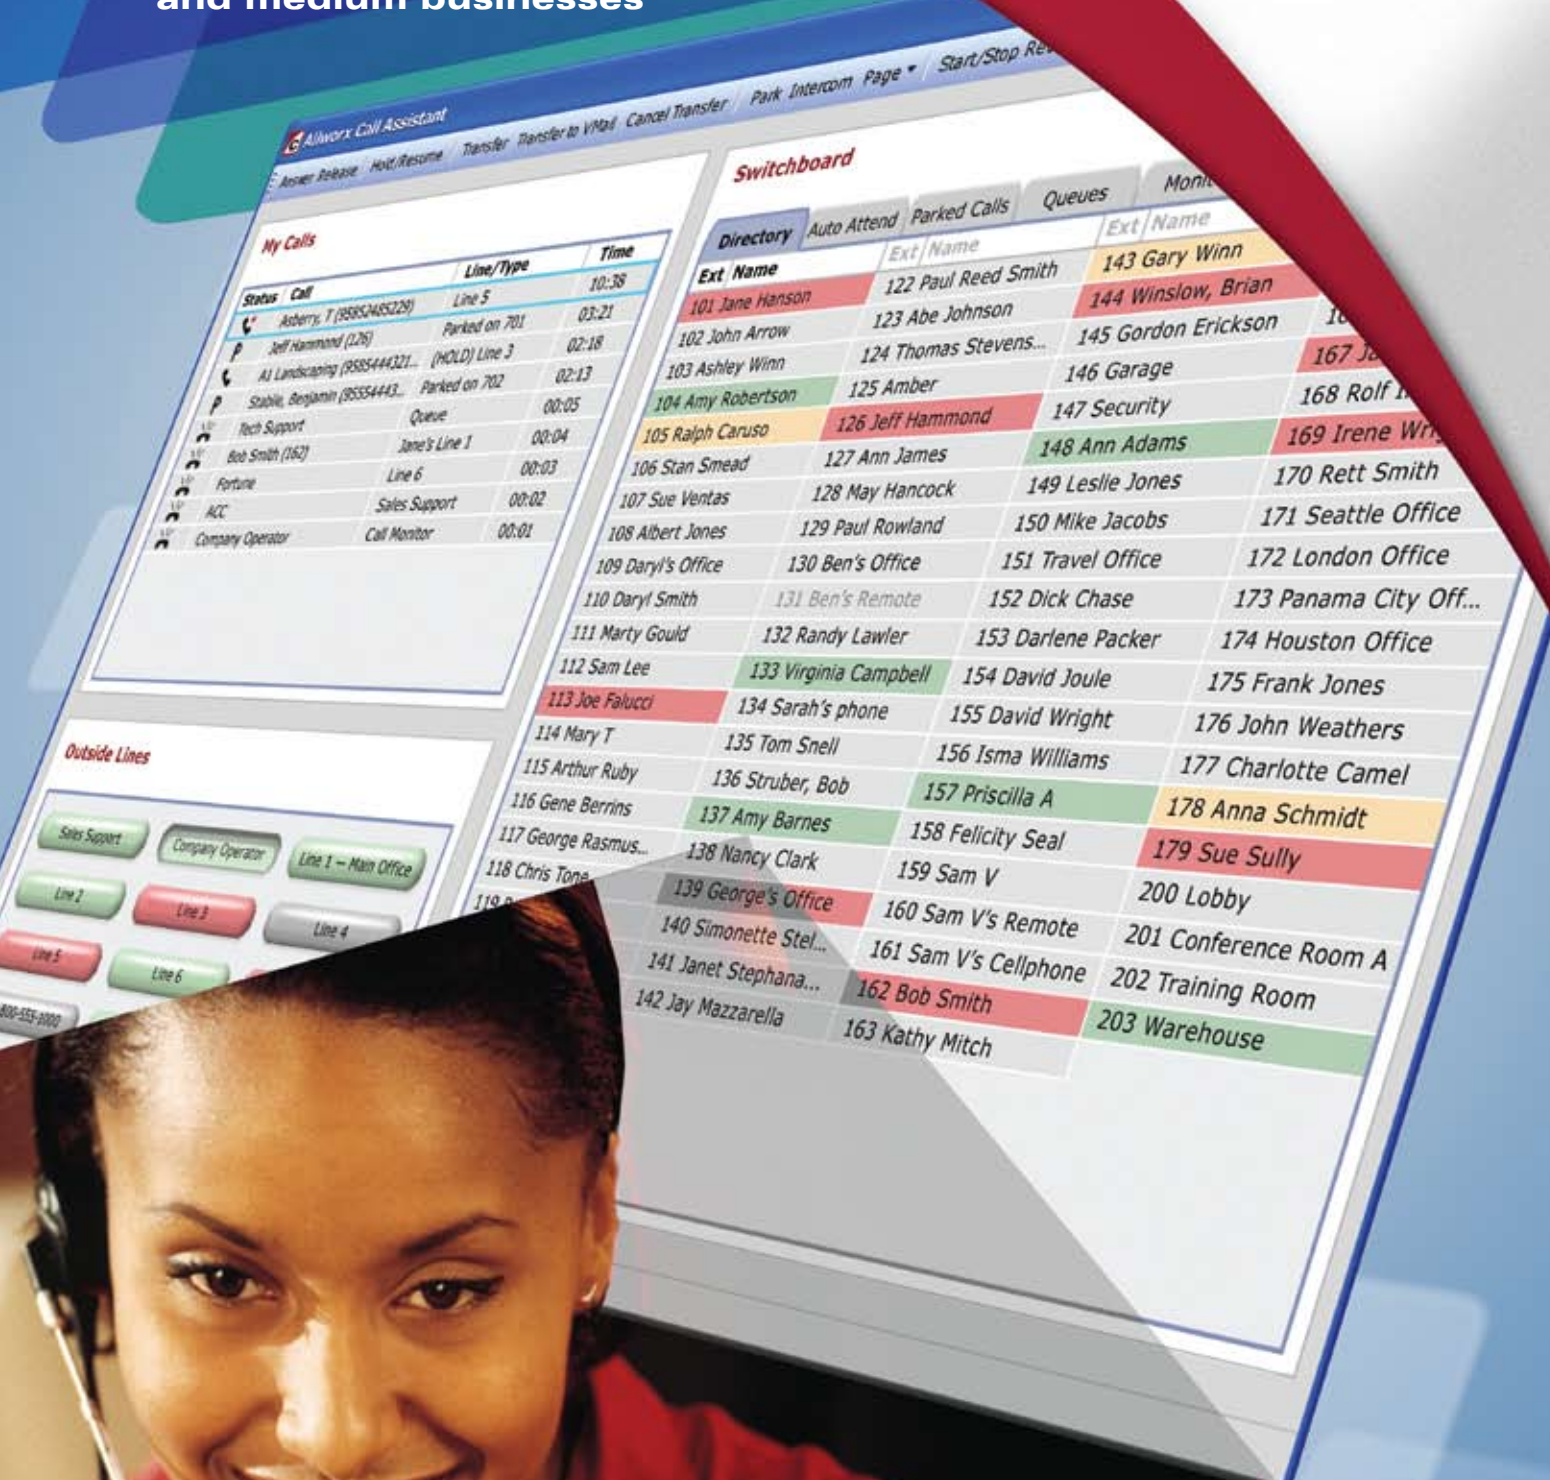 and medium businesses
Allworx Call Assistant
Answer Release Hold/Resume Transfer Transfer to VMail Cancel Transfer Park Intercom Page Start/Stop
My Calls
Status Call Line/Type Time
Asberry, T (95852485229) Line 5 10:38
Jeff Hammond (126) Parked on 701 03:21
A1 Landscaping (9585444321... (HOLD) Line 3 02:18
Stabile, Benjamin (95554443... Parked on 702 02:13
Tech Support Queue 00:05
Bob Smith (162) Jane's Line 1 00:04
Fortune Line 6 00:03
ACC Sales Support 00:02
Company Operator Call Monitor 00:01
Outside Lines
Sales Support Company Operator Line 1 – Main Office
Line 2 Line 3 Line 4
Line 5 Line 6
800-555-1000
Switchboard
Directory Auto Attend Parked Calls Queues
Ext Name
101 Jane Hanson
102 John Arrow
103 Ashley Winn
104 Amy Robertson
105 Ralph Caruso
106 Stan Smead
107 Sue Ventas
108 Albert Jones
109 Daryl's Office
110 Daryl Smith
111 Marty Gould
112 Sam Lee
113 Joe Falucci
114 Mary T
115 Arthur Ruby
116 Gene Berrins
117 George Rasmus...
118 Chris Tone
119
Ext Name
122 Paul Reed Smith
123 Abe Johnson
124 Thomas Stevens...
125 Amber
126 Jeff Hammond
127 Ann James
128 May Hancock
129 Paul Rowland
130 Ben's Office
131 Ben's Remote
132 Randy Lawler
133 Virginia Campbell
134 Sarah's phone
135 Tom Snell
136 Struber, Bob
137 Amy Barnes
138 Nancy Clark
139 George's Office
140 Simonette Stel...
141 Janet Stephana...
142 Jay Mazzarella
Ext Name
143 Gary Winn
144 Winslow, Brian
145 Gordon Erickson
146 Garage
147 Security
148 Ann Adams
149 Leslie Jones
150 Mike Jacobs
151 Travel Office
152 Dick Chase
153 Darlene Packer
154 David Joule
155 David Wright
156 Isma Williams
157 Priscilla A
158 Felicity Seal
159 Sam V
160 Sam V's Remote
161 Sam V's Cellphone
162 Bob Smith
163 Kathy Mitch
167
168 Rolf
169 Irene
170 Rett Smith
171 Seattle Office
172 London Office
173 Panama City Off...
174 Houston Office
175 Frank Jones
176 John Weathers
177 Charlotte Camel
178 Anna Schmidt
179 Sue Sully
200 Lobby
201 Conference Room A
202 Training Room
203 Warehouse